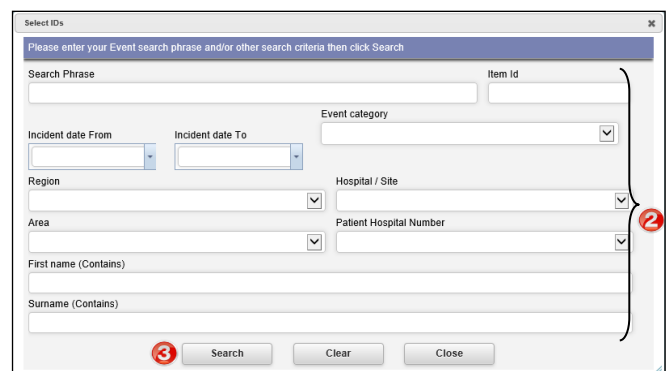 Select IDs
Please enter your Event search phrase and/or other search criteria then click Search
Search Phrase Item Id
Event category
Incident date From Incident date To
Region Hospital / Site
2
Area Patient Hospital Number
First name (Contains)
Surname (Contains)
3 Search Clear Close